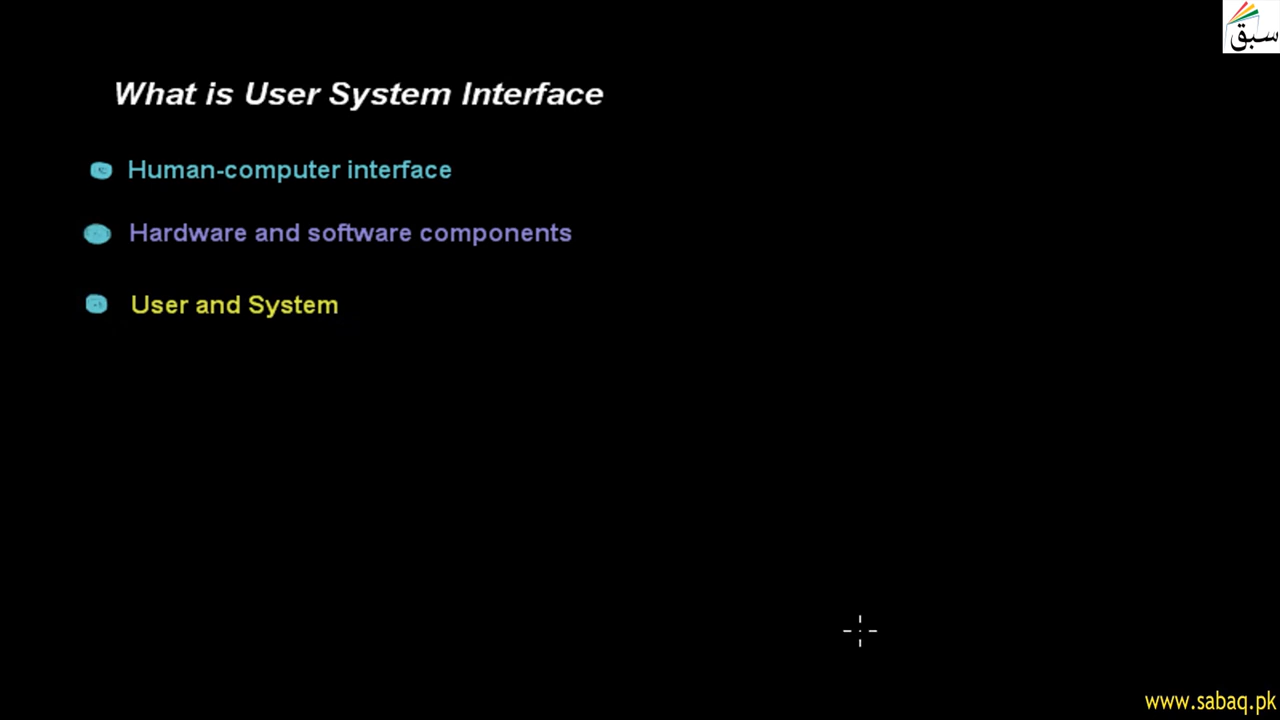 سبق
What is User System Interface
Human-computer interface
Hardware and software components
User and System
www.sabaq.pk